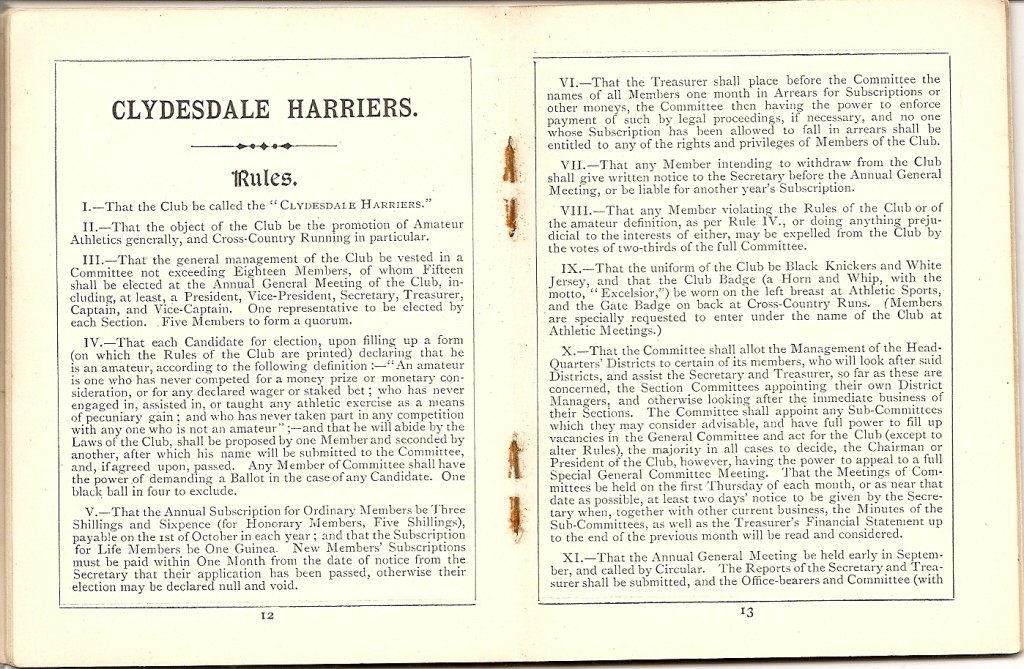 CLYDESDALE HARRIERS.
Rules.
I.—That the Club be called the "CLYDESDALE HARRIERS."
II.—That the object of the Club be the promotion of Amateur
Athletics generally, and Cross-Country Running in particular.
III.—That the general management of the Club be vested in a
Committee not exceeding Eighteen Members, of whom Fifteen
shall be elected at the Annual General Meeting of the Club, in-
cluding, at least, a President, Vice-President, Secretary, Treasurer,
Captain, and Vice-Captain. One representative to be elected by
each Section. Five Members to form a quorum.
IV.—That each Candidate for election, upon filling up a form
(on which the Rules of the Club are printed) declaring that he
is an amateur, according to the following definition :—"An amateur
is one who has never competed for a money prize or monetary con-
sideration, or for any declared wager or staked bet ; who has never
engaged in, assisted in, or taught any athletic exercise as a means
of pecuniary gain ; and who has never taken part in any competition
with any one who is not an amateur" ;—and that he will abide by the
Laws of the Club, shall be proposed by one Member and seconded by
another, after which his name will be submitted to the Committee,
and, if agreed upon, passed. Any Member of Committee shall have
the power of demanding a Ballot in the case of any Candidate. One
black ball in four to exclude.
V.—That the Annual Subscription for Ordinary Members be Three
Shillings and Sixpence (for Honorary Members, Five Shillings),
payable on the 1st of October in each year ; and that the Subscription
for Life Members be One Guinea. New Members' Subscriptions
must be paid within One Month from the date of notice from the
Secretary that their application has been passed, otherwise their
election may be declared null and void.
12
VI.—That the Treasurer shall place before the Committee the
names of all Members one month in Arrears for Subscriptions or
other moneys, the Committee then having the power to enforce
payment of such by legal proceedings, if necessary, and no one
whose Subscription has been allowed to fall in arrears shall be
entitled to any of the rights and privileges of Members of the Club.
VII.—That any Member intending to withdraw from the Club
shall give written notice to the Secretary before the Annual General
Meeting, or be liable for another year's Subscription.
VIII.—That any Member violating the Rules of the Club or of
the amateur definition, as per Rule IV., or doing anything preju-
dicial to the interests of either, may be expelled from the Club by
the votes of two-thirds of the full Committee.
IX.—That the uniform of the Club be Black Knickers and White
Jersey, and that the Club Badge (a Horn and Whip, with the
motto, "Excelsior,") be worn on the left breast at Athletic Sports,
and the Gate Badge on back at Cross-Country Runs. (Members
are specially requested to enter under the name of the Club at
Athletic Meetings.)
X.—That the Committee shall allot the Management of the Head-
Quarters' Districts to certain of its members, who will look after said
Districts, and assist the Secretary and Treasurer, so far as these are
concerned, the Section Committees appointing their own District
Managers, and otherwise looking after the immediate business of
their Sections. The Committee shall appoint any Sub-Committees
which they may consider advisable, and have full power to fill up
vacancies in the General Committee and act for the Club (except to
alter Rules), the majority in all cases to decide, the Chairman or
President of the Club, however, having the power to appeal to a full
Special General Committee Meeting. That the Meetings of Com-
mittees be held on the first Thursday of each month, or as near that
date as possible, at least two days' notice to be given by the Secre-
tary when, together with other current business, the Minutes of the
Sub-Committees, as well as the Treasurer's Financial Statement up
to the end of the previous month will be read and considered.
XI.—That the Annual General Meeting be held early in Septem-
ber, and called by Circular. The Reports of the Secretary and Trea-
surer shall be submitted, and the Office-bearers and Committee (with
13